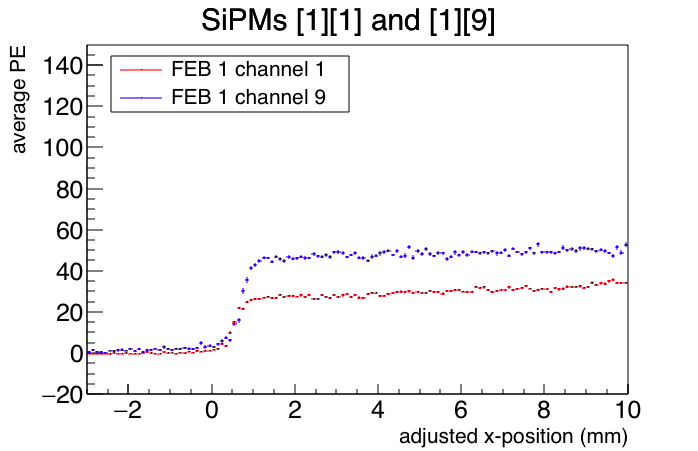 SiPMs [1][1] and [1][9]
average PE
140
120
100
80
60
40
20
0
−20
FEB 1 channel 1
FEB 1 channel 9
−2 0 2 4 6 8 10
adjusted x-position (mm)